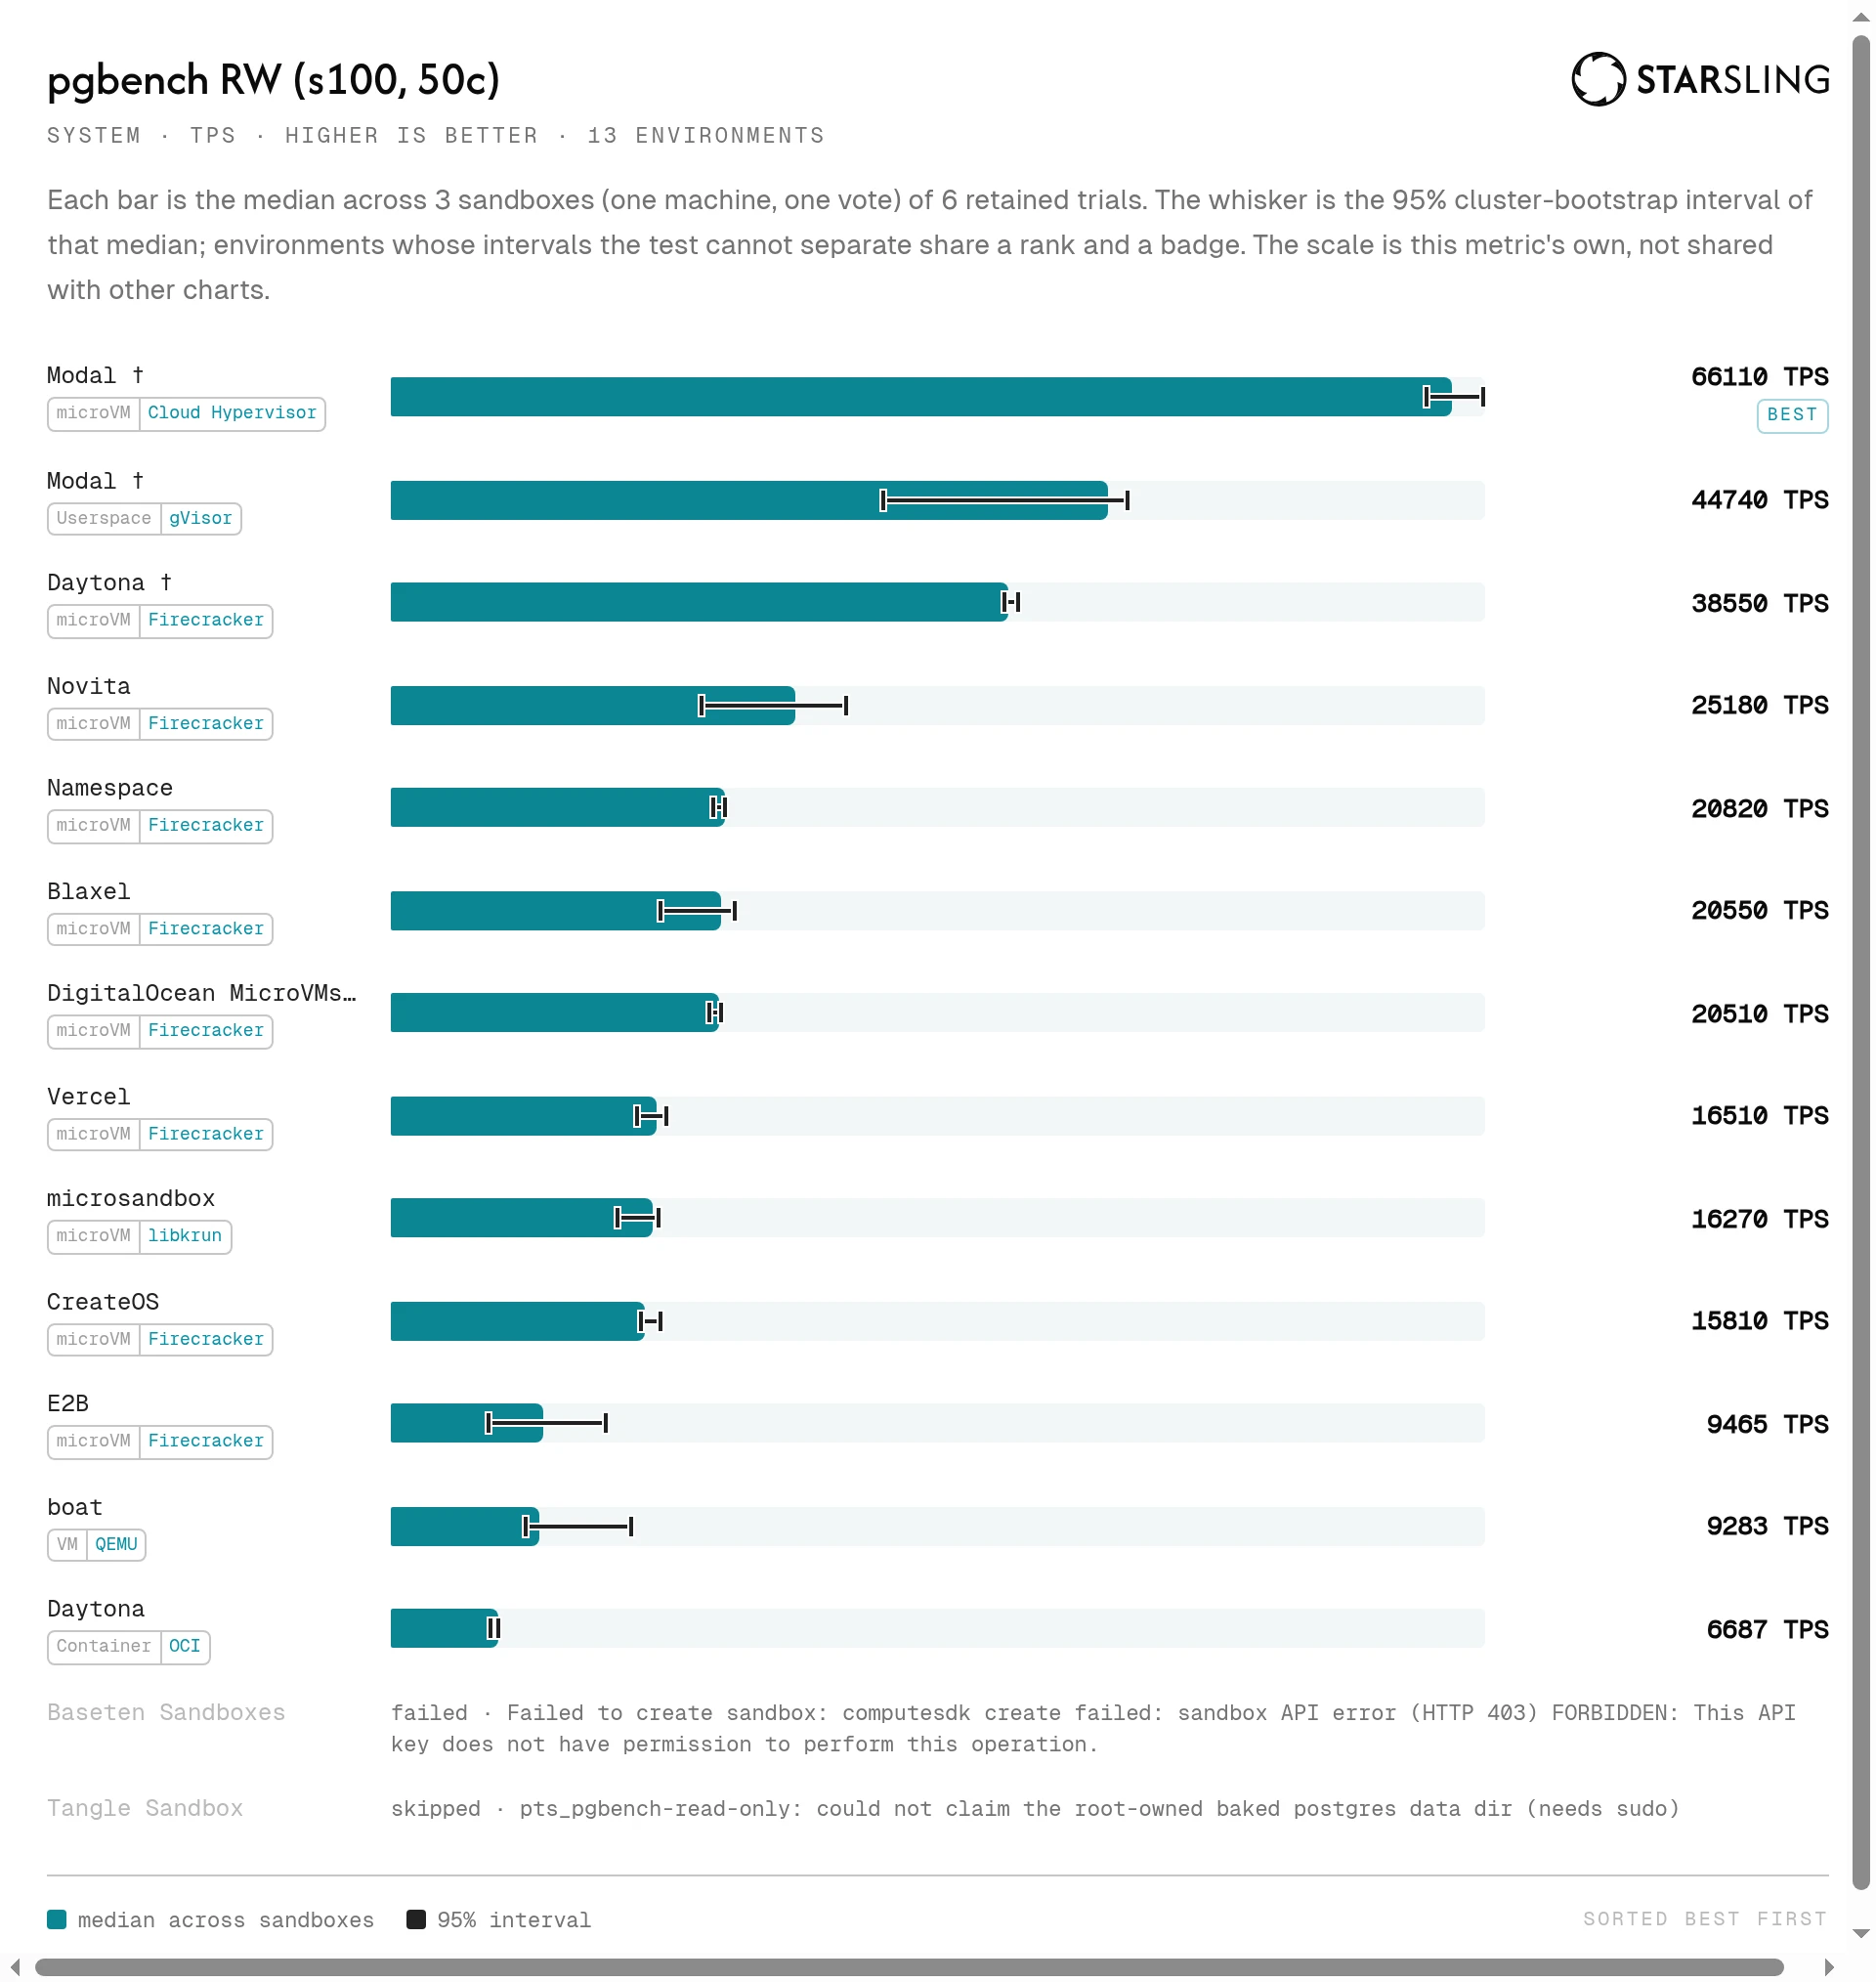 pgbench RW (s100, 50c)
STARSLING
SYSTEM · TPS · HIGHER IS BETTER · 13 ENVIRONMENTS
Each bar is the median across 3 sandboxes (one machine, one vote) of 6 retained trials. The whisker is the 95% cluster-bootstrap interval of
that median; environments whose intervals the test cannot separate share a rank and a badge. The scale is this metric's own, not shared
with other charts.
Modal †
66110 TPS
microVM Cloud Hypervisor
BEST
Modal †
Userspace gVisor
44740 TPS
Daytona †
microVM Firecracker
38550 TPS
Novita
microVM Firecracker
25180 TPS
Namespace
microVM Firecracker
20820 TPS
Blaxel
microVM Firecracker
20550 TPS
DigitalOcean MicroVMs…
microVM Firecracker
20510 TPS
Vercel
microVM Firecracker
16510 TPS
microsandbox
microVM libkrun
16270 TPS
CreateOS
microVM Firecracker
15810 TPS
E2B
microVM Firecracker
9465 TPS
boat
VM QEMU
9283 TPS
Daytona
Container OCI
6687 TPS
Baseten Sandboxes
failed · Failed to create sandbox: computesdk create failed: sandbox API error (HTTP 403) FORBIDDEN: This API
key does not have permission to perform this operation.
Tangle Sandbox
skipped · pts_pgbench-read-only: could not claim the root-owned baked postgres data dir (needs sudo)
median across sandboxes
95% interval
SORTED BEST FIRST